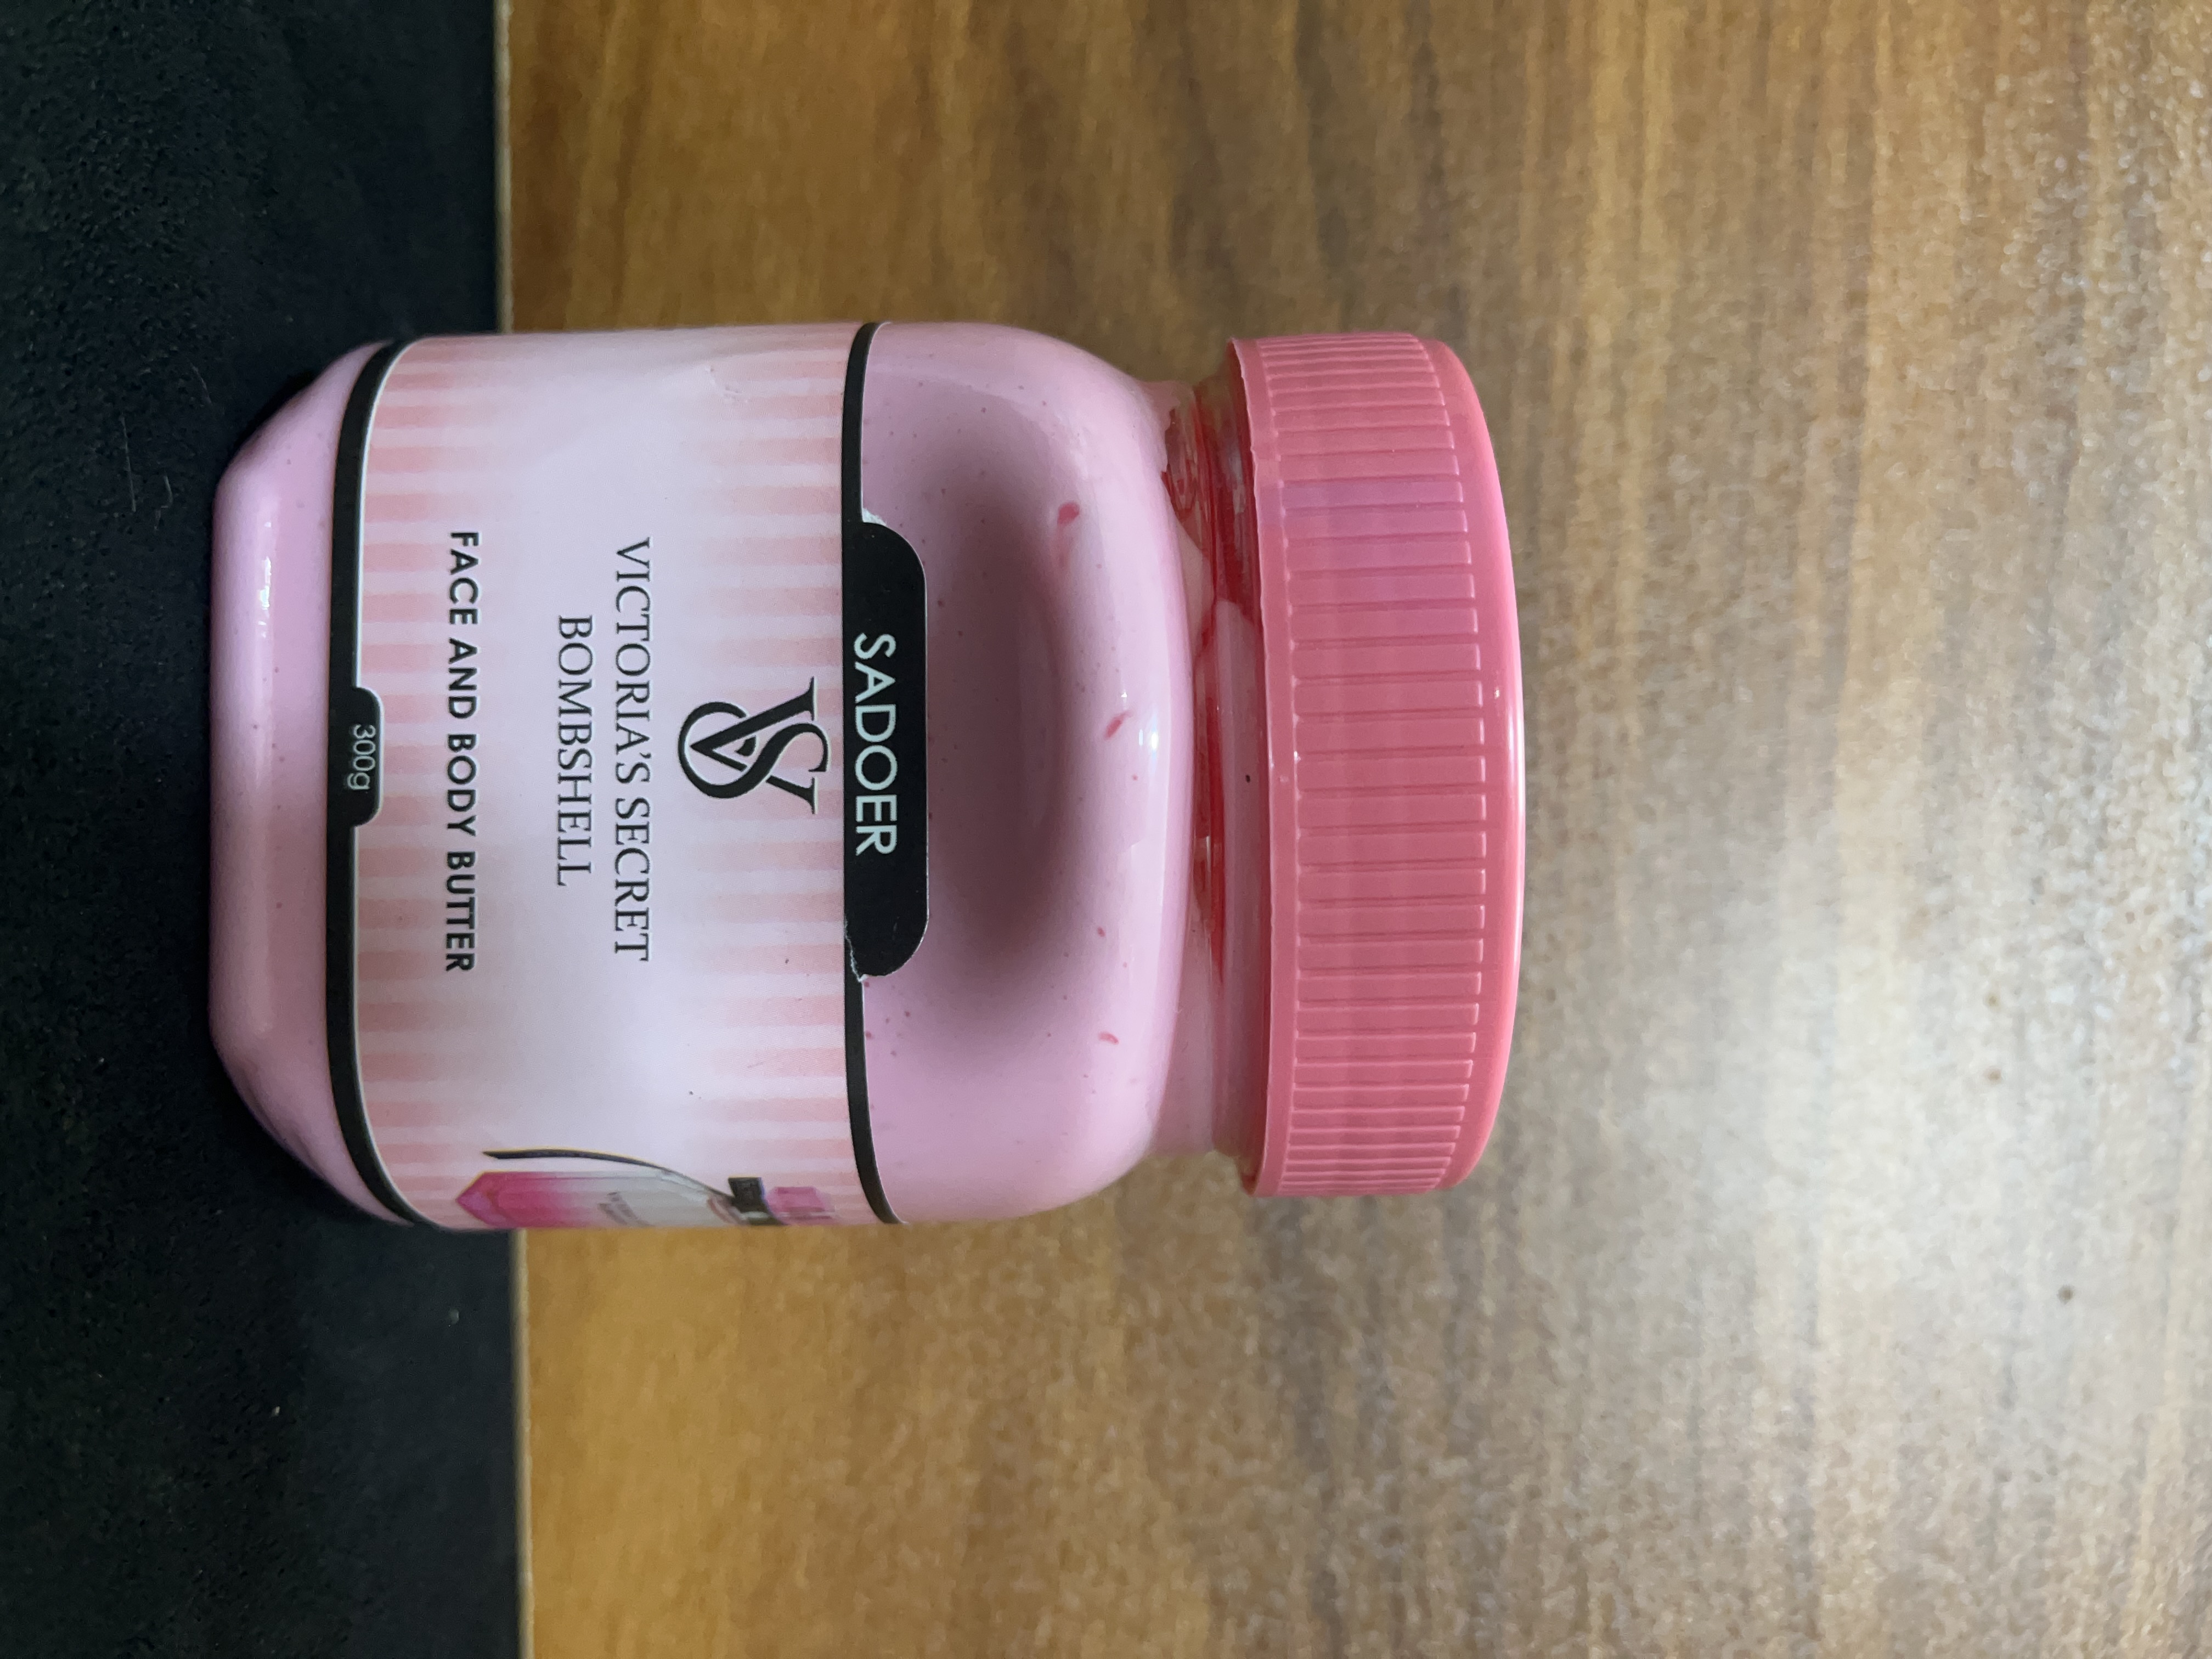 SADOER
VS
VICTORIA'S SECRET
BOMBSHELL
FACE AND BODY BUTTER
300g